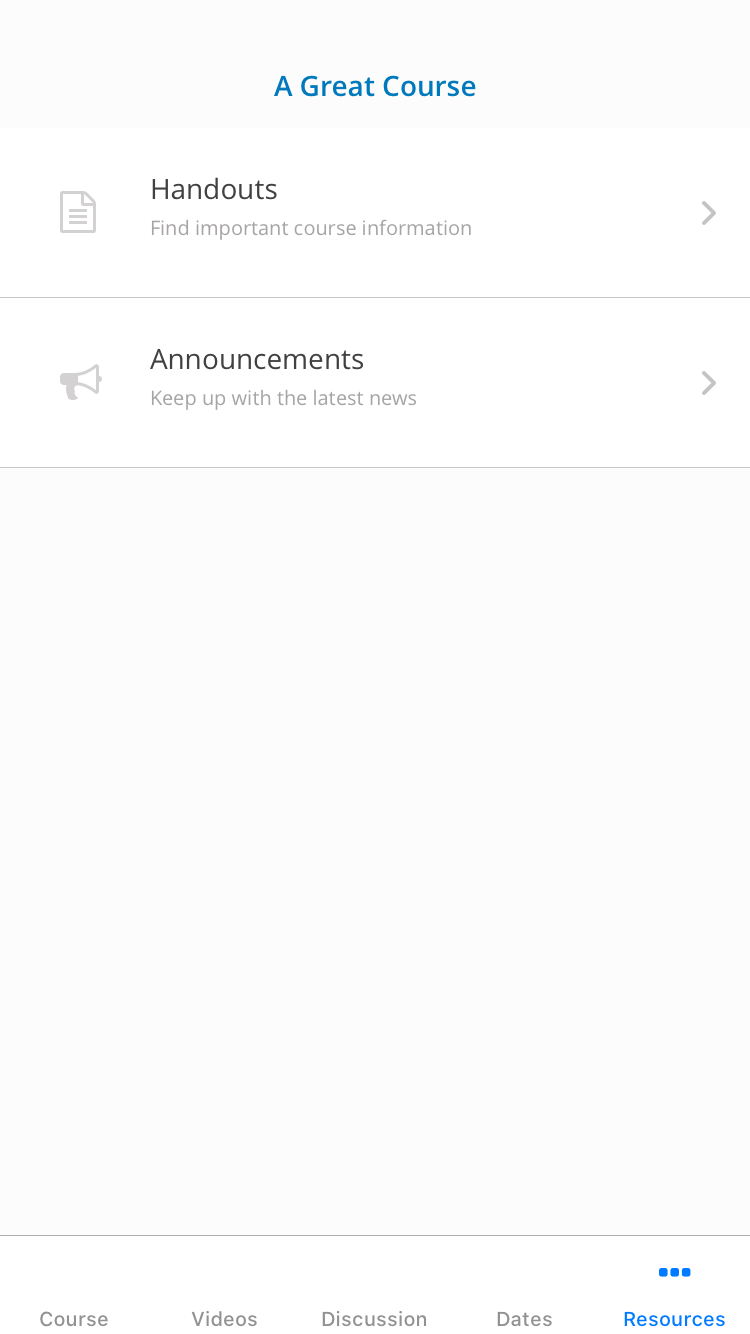 A Great Course
Handouts
Find important course information
Announcements
Keep up with the latest news
Course
Videos
Discussion
Dates
Resources